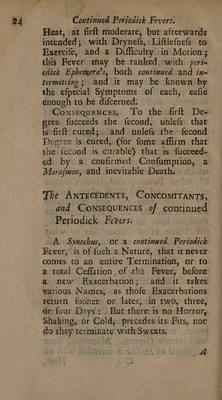 24 Continued Periodick Fevers.
Heat, at firſt moderate, but afterwards
intended; with Dryneſs, Liſtleſneſs to
Exerciſe, and a Difficulty in Motion;
this Fever may be ranked with peri-
odick Ephemera's, both continued and in-
termitting; and it may be known by
the eſpecial Symptoms of each, eaſie
enough to be diſcerned.
CONSEQUENCES. To the firſt De-
gree ſucceeds the ſecond, unleſs that
is firſt cured; and unleſs the ſecond
Degree is cured, (for ſome affirm that
the ſecond is curable) that is ſucceed-
ed by a confirmed Conſumption, a
Maraſmus, and inevitable Death.
The ANTECEDENTS, CONCOMITANTS,
and CONSEQUENCES of continued
Periodick Fevers.
A Synochus, or a continued Periodick
Fever, is of ſuch a Nature, that it never
comes to an entire Termination, or to
a total Ceſſation of the Fever, before
a new Exacerbation; and it takes
various Names, as thoſe Exacerbations
return ſooner or later, in two, three,
or four Days: But there is no Horror,
Shaking, or Cold, precedes its Fits, nor
do they terminate with Sweats.
A